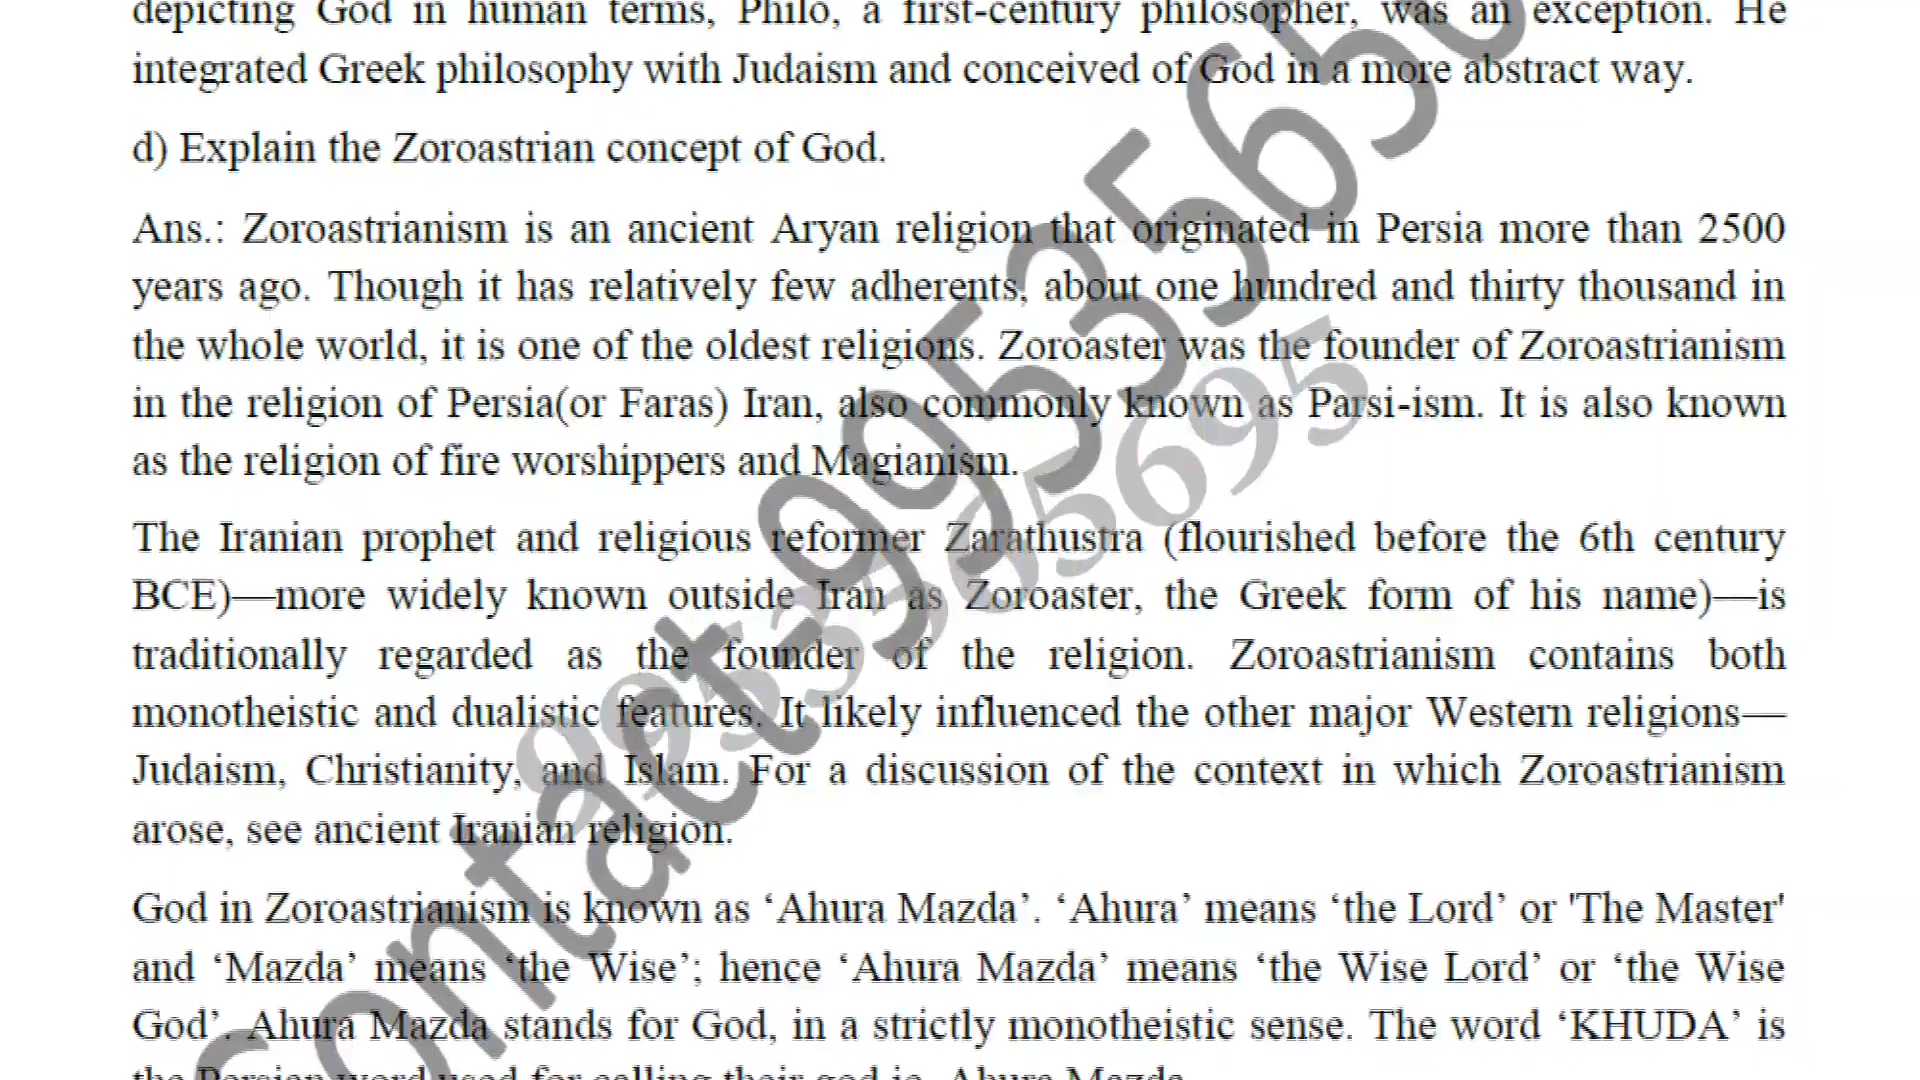 depicting God in human terms, Philo, a first-century philosopher, was an exception. He
integrated Greek philosophy with Judaism and conceived of God in a more abstract way.
d) Explain the Zoroastrian concept of God.
Ans.: Zoroastrianism is an ancient Aryan religion that originated in Persia more than 2500
years ago. Though it has relatively few adherents, about one hundred and thirty thousand in
the whole world, it is one of the oldest religions. Zoroaster was the founder of Zoroastrianism
in the religion of Persia(or Faras) Iran, also commonly known as Parsi-ism. It is also known
as the religion of fire worshippers and Magianism.
The Iranian prophet and religious reformer Zarathustra (flourished before the 6th century
BCE)—more widely known outside Iran as Zoroaster, the Greek form of his name)—is
traditionally regarded as the founder of the religion. Zoroastrianism contains both
monotheistic and dualistic features. It likely influenced the other major Western religions—
Judaism, Christianity, and Islam. For a discussion of the context in which Zoroastrianism
arose, see ancient Iranian religion.
God in Zoroastrianism is known as ‘Ahura Mazda’. ‘Ahura’ means ‘the Lord’ or 'The Master'
and ‘Mazda’ means ‘the Wise’; hence ‘Ahura Mazda’ means ‘the Wise Lord’ or ‘the Wise
God’. Ahura Mazda stands for God, in a strictly monotheistic sense. The word ‘KHUDA’ is
the Persian word used for calling their god ie. Ahura Mazda